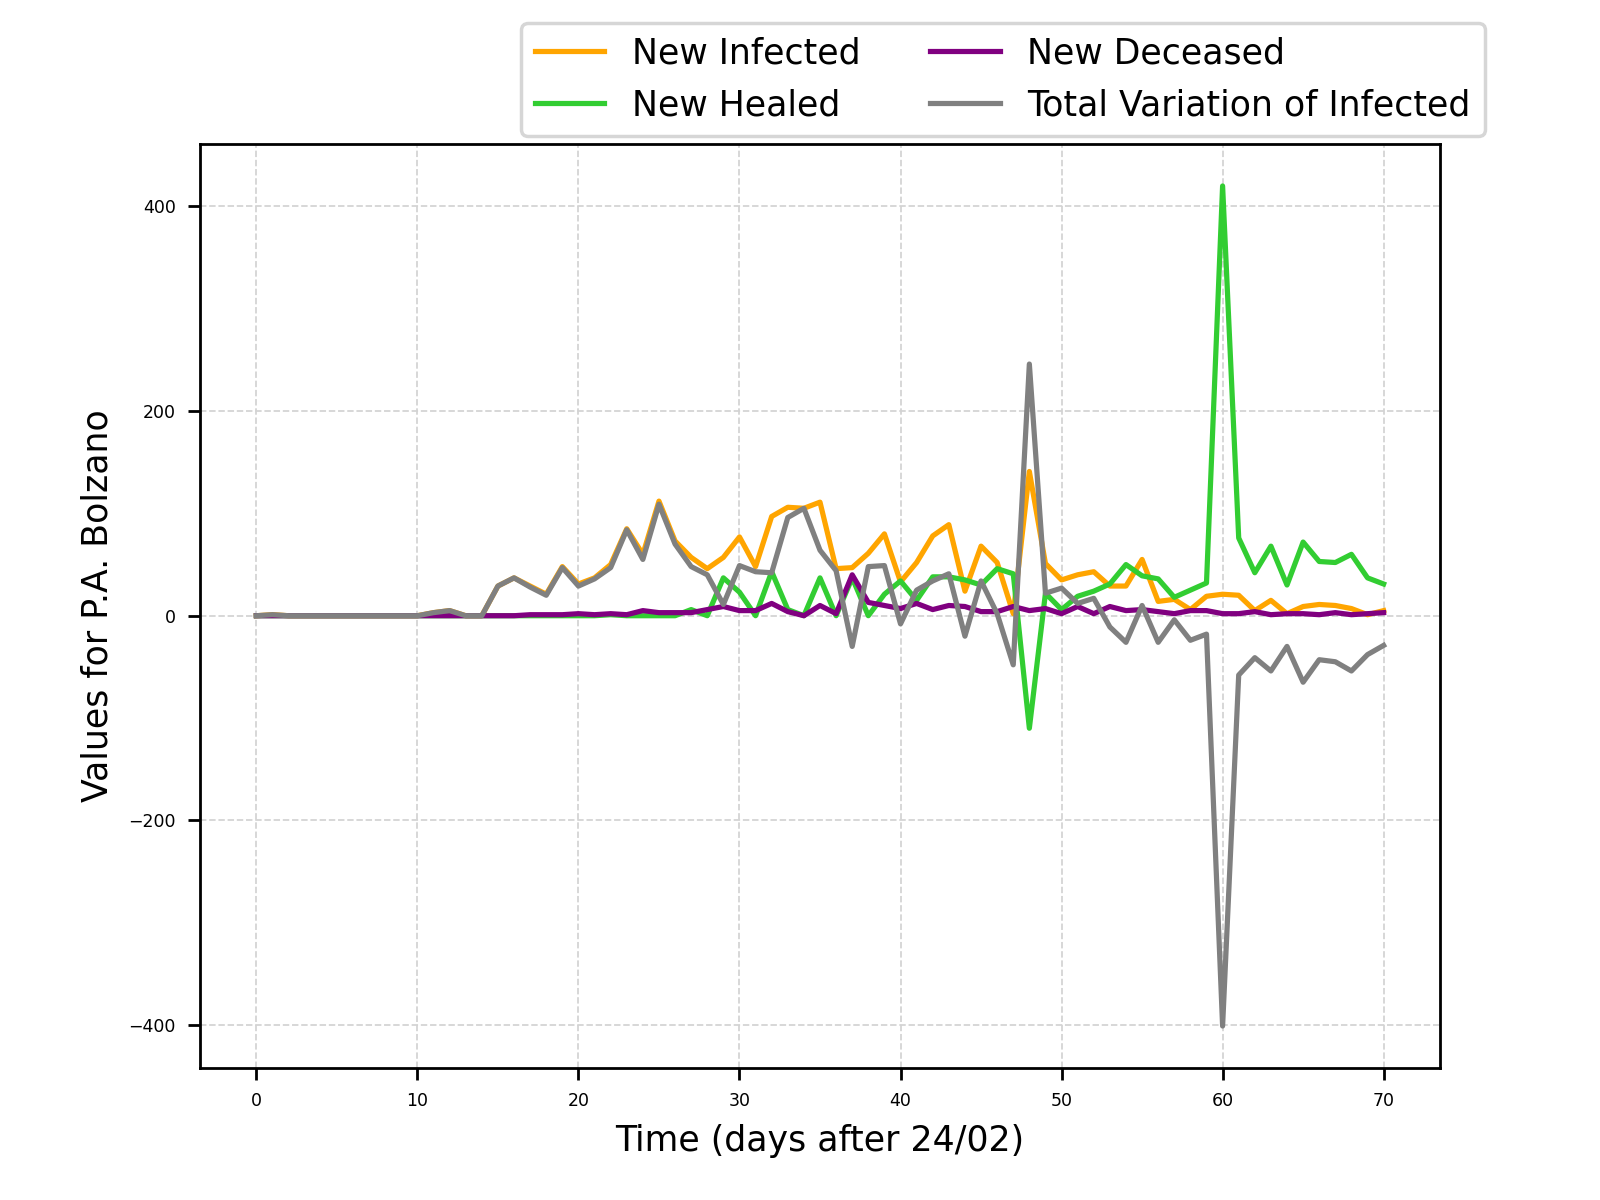 New Infected
New Healed
New Deceased
Total Variation of Infected
400
200
0
−200
−400
Values for P.A. Bolzano
0 10 20 30 40 50 60 70
Time (days after 24/02)